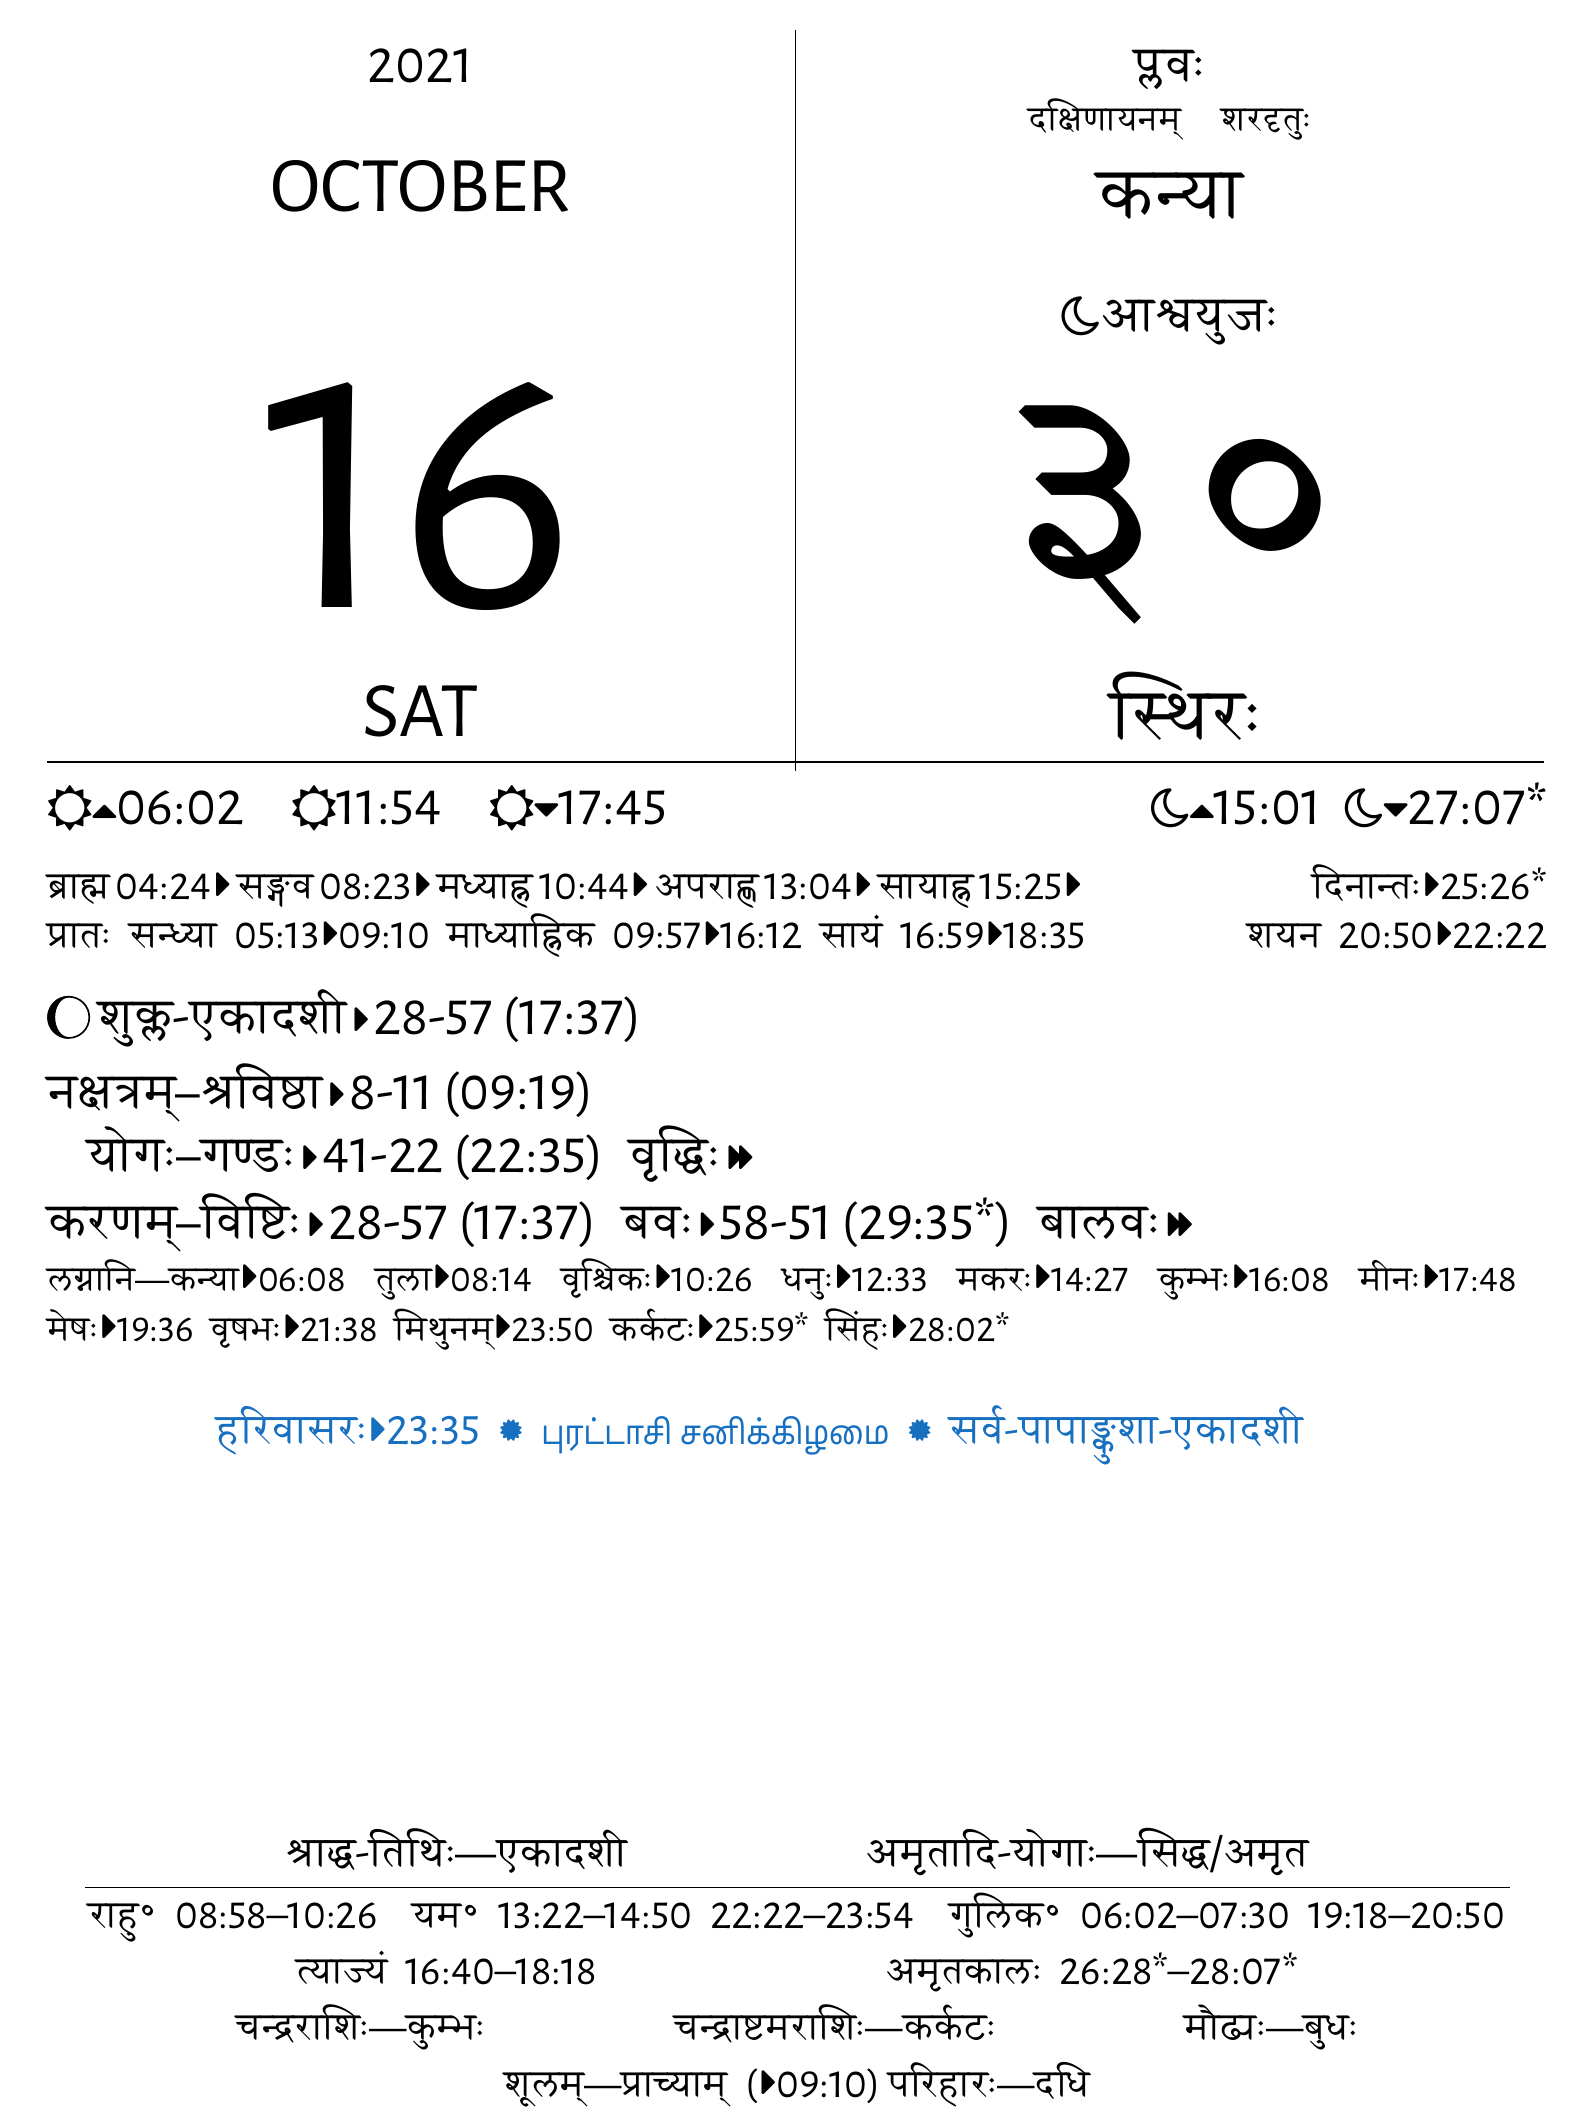 2021
OCTOBER
16
SAT
प्लवः
दक्षिणायनम् शरदृतुः
कन्या
आश्वयुजः
३०
स्थिरः
06:02 11:54 17:45 15:01 27:07*
ब्राह्म 04:24 सङ्गव 08:23 मध्याह्न 10:44 अपराह्ण 13:04 सायाह्न 15:25 दिनान्तः 25:26*
प्रातः सन्ध्या 05:13 09:10 माध्याह्निक 09:57 16:12 सायं 16:59 18:35 शयन 20:50 22:22
शुक्ल-एकादशी 28-57 (17:37)
नक्षत्रम्–श्रविष्ठा 8-11 (09:19)
योगः–गण्डः 41-22 (22:35) वृद्धिः
करणम्–विष्टिः 28-57 (17:37) बवः 58-51 (29:35*) बालवः
लग्नानि—कन्या 06:08 तुला 08:14 वृश्चिकः 10:26 धनुः 12:33 मकरः 14:27 कुम्भः 16:08 मीनः 17:48
मेषः 19:36 वृषभः 21:38 मिथुनम् 23:50 कर्कटः 25:59* सिंहः 28:02*
हरिवासरः 23:35 ✹ புரட்டாசி சனிக்கிழமை ✹ सर्व-पापाङ्कुशा-एकादशी
श्राद्ध-तिथिः—एकादशी अमृतादि-योगाः—सिद्ध/अमृत
राहु॰ 08:58–10:26 यम॰ 13:22–14:50 22:22–23:54 गुलिक॰ 06:02–07:30 19:18–20:50
त्याज्यं 16:40–18:18 अमृतकालः 26:28*–28:07*
चन्द्रराशिः—कुम्भः चन्द्राष्टमराशिः—कर्कटः मौढ्यः—बुधः
शूलम्—प्राच्याम् (09:10) परिहारः—दधि